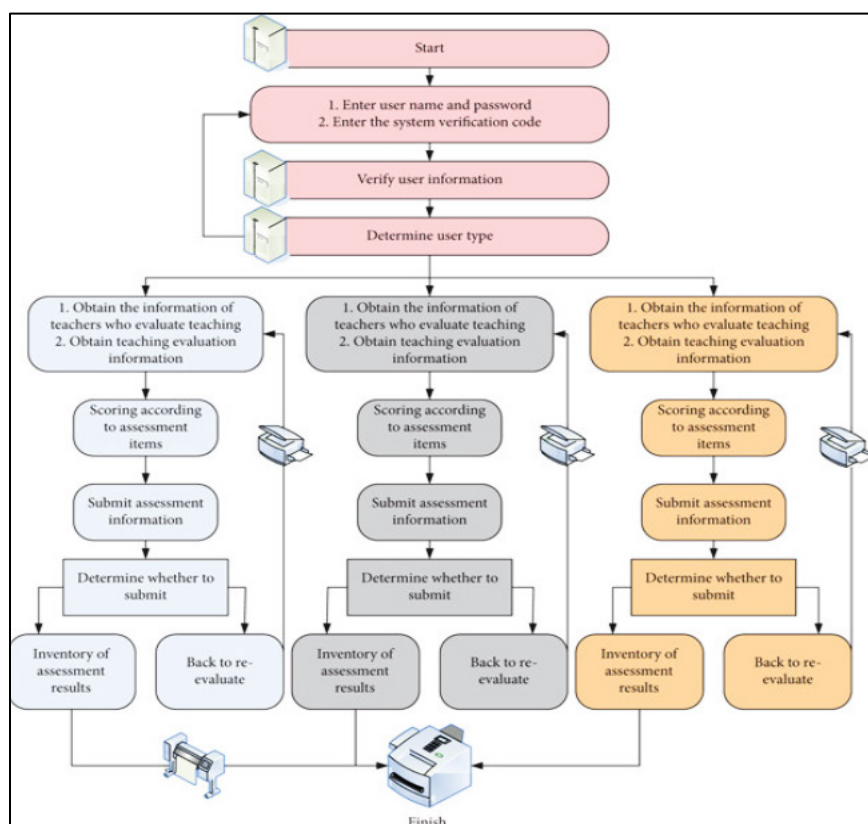 Start
1. Enter user name and password
2. Enter the system verification code
Verify user information
Determine user type
1. Obtain the information of
teachers who evaluate teaching
2. Obtain teaching evaluation
information
1. Obtain the information of
teachers who evaluate teaching
2. Obtain teaching evaluation
information
1. Obtain the information of
teachers who evaluate teaching
2. Obtain teaching evaluation
information
Scoring according
to assessment
items
Scoring according
to assessment
items
Scoring according
to assessment
items
Submit assessment
information
Submit assessment
information
Submit assessment
information
Determine whether to
submit
Determine whether to
submit
Determine whether to
submit
Inventory of
assessment
results
Back to re-
evaluate
Inventory of
assessment
results
Back to re-
evaluate
Inventory of
assessment
results
Back to re-
evaluate
Finish